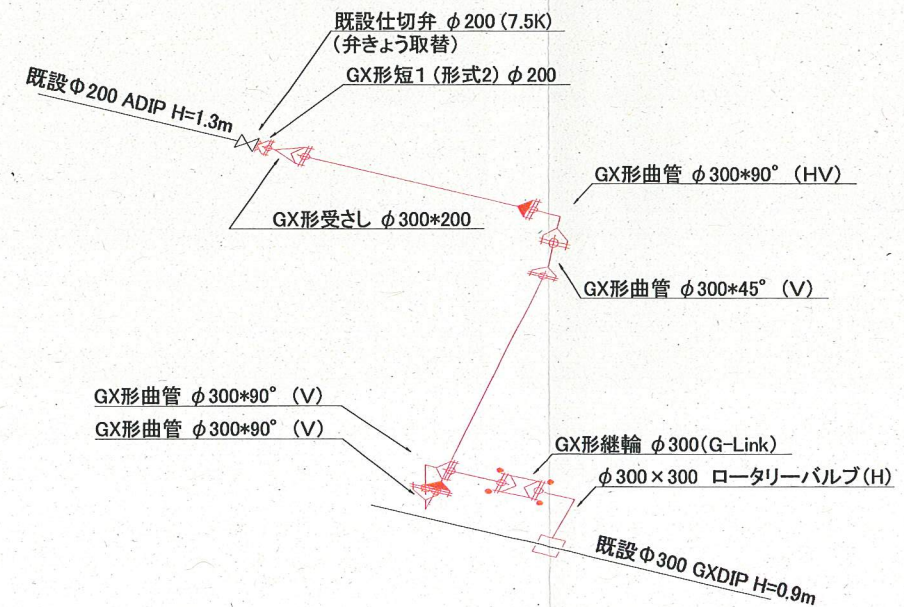 既設仕切弁 φ200 (7.5K)
(弁きょう取替)
GX形短1 (形式2) φ200
既設Φ200 ADIP H=1.3m
GX形曲管 φ300*90° (HV)
GX形受さし φ300*200
GX形曲管 φ300*45° (V)
GX形曲管 φ300*90° (V)
GX形曲管 φ300*90° (V)
GX形継輪 φ300(G-Link)
φ300×300 ロータリーバルブ(H)
既設Φ300 GXDIP H=0.9m